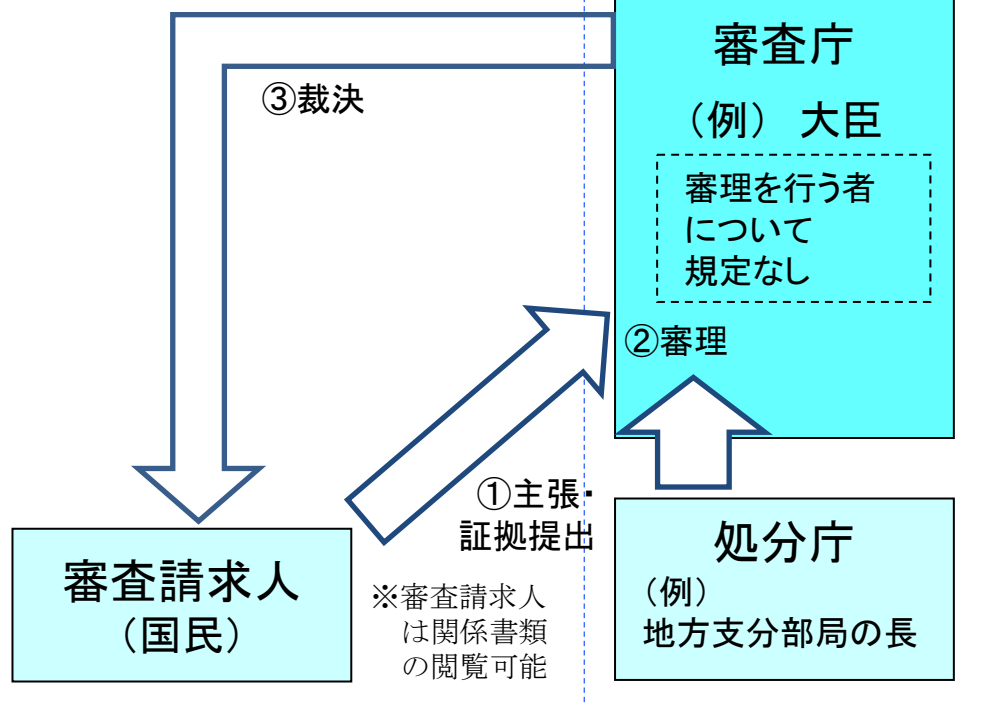 審査庁
（例） 大臣
審理を行う者
について
規定なし
③裁決
②審理
①主張・
証拠提出
審査請求人
（国民）
※審査請求人
は関係書類
の閲覧可能
処分庁
（例）
地方支分部局の長